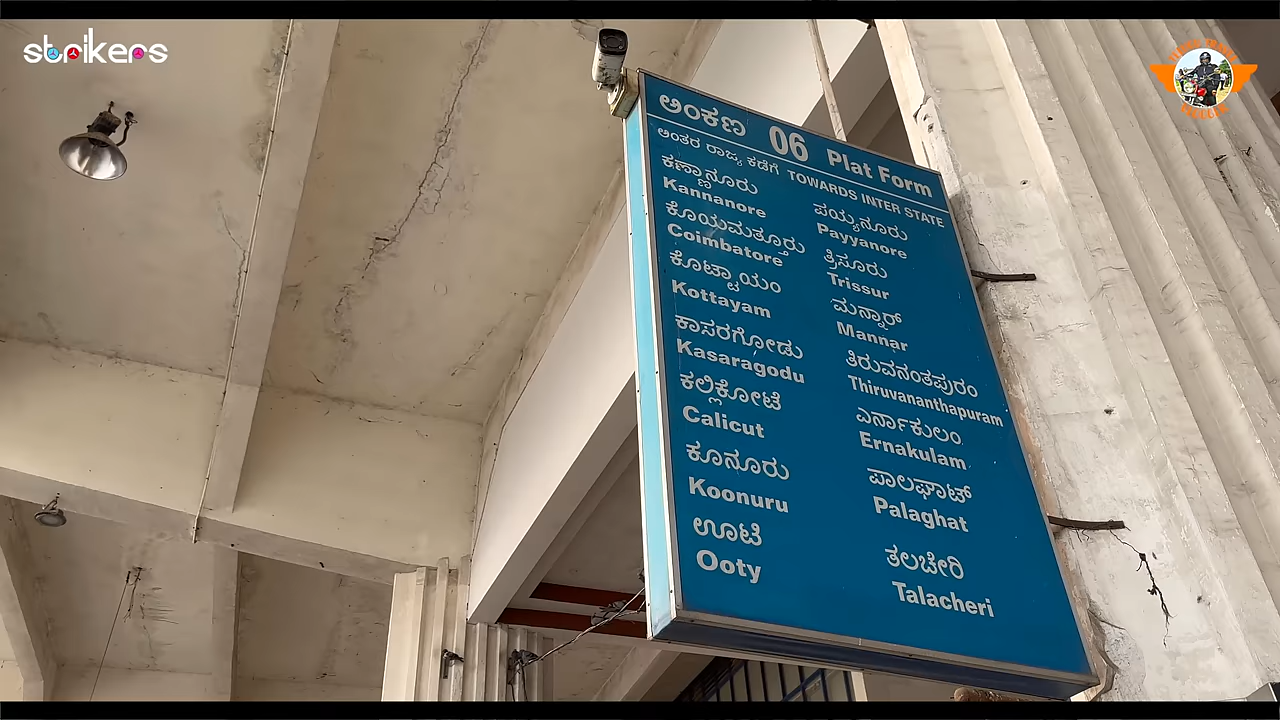 strikers
ಅಂಕಣ 06 Plat Form
ಅಂತರ ರಾಜ್ಯ ಕಡೆಗೆ TOWARDS INTER STATE
ಕಣ್ಣಾನೂರು
Kannanore
ಕೊಯಮತ್ತೂರು
Coimbatore
ಕೊಟ್ಟಾಯಂ
Kottayam
ಕಾಸರಗೋಡು
Kasaragodu
ಕಲ್ಲಿಕೋಟೆ
Calicut
ಕೂನೂರು
Koonuru
ಊಟಿ
Ooty
ಪಯ್ಯನೂರು
Payyanore
ತ್ರಿಸೂರು
Trissur
ಮನ್ನಾರ್
Mannar
ತಿರುವನಂತಪುರಂ
Thiruvananthapuram
ಎರ್ನಾಕುಲಂ
Ernakulam
ಪಾಲಘಾಟ್
Palaghat
ತಲಚೇರಿ
Talacheri